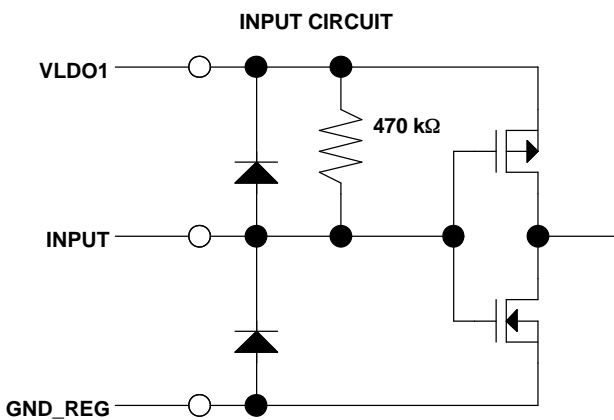 INPUT CIRCUIT
VLDO1
470 kΩ
INPUT
GND_REG